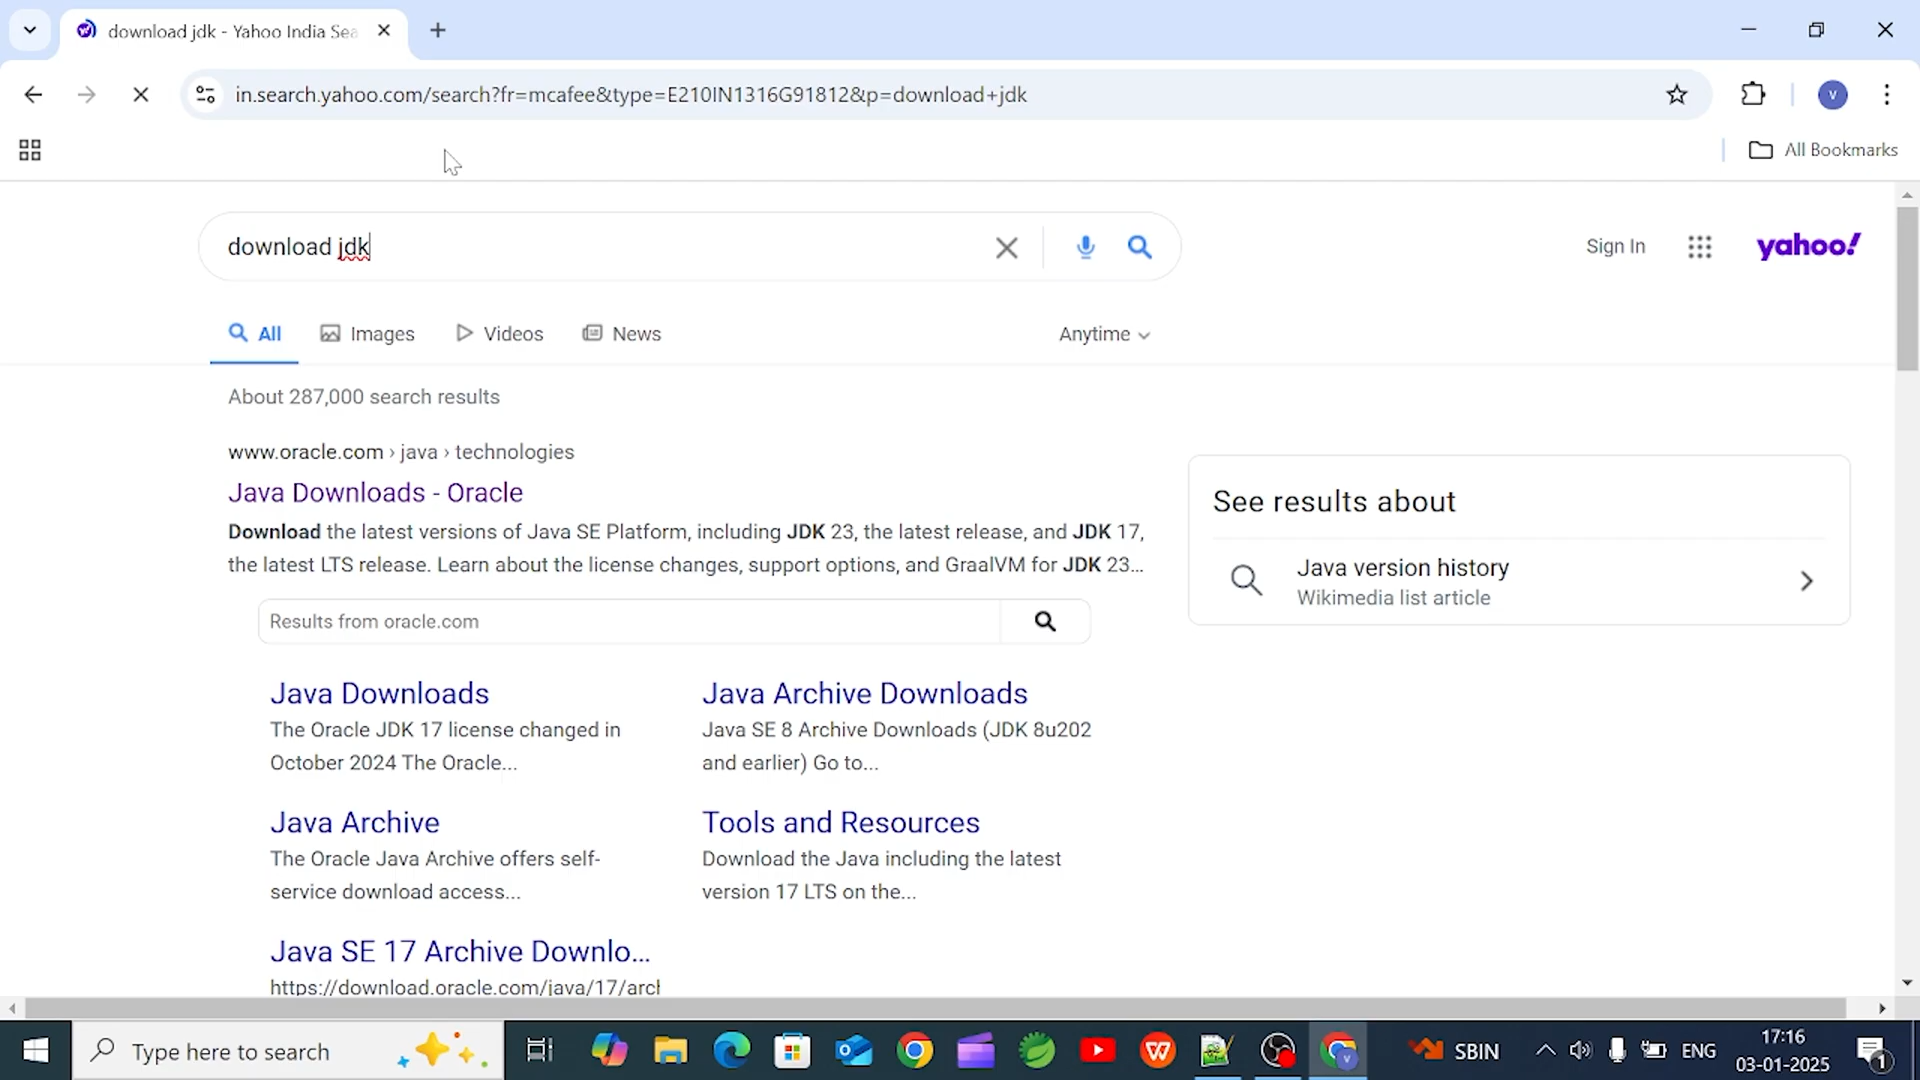 download jdk - Yahoo India Sea
in.search.yahoo.com/search?fr=mcafee&type=E210IN1316G91812&p=download+jdk
V
All Bookmarks
download jdk
Sign In
yahoo!
All
Images
Videos
News
Anytime
About 287,000 search results
www.oracle.com › java › technologies
Java Downloads - Oracle
Download the latest versions of Java SE Platform, including JDK 23, the latest release, and JDK 17,
the latest LTS release. Learn about the license changes, support options, and GraalVM for JDK 23...
See results about
Java version history
Wikimedia list article
Results from oracle.com
Java Downloads
The Oracle JDK 17 license changed in
October 2024 The Oracle...
Java Archive Downloads
Java SE 8 Archive Downloads (JDK 8u202
and earlier) Go to...
Java Archive
The Oracle Java Archive offers self-
service download access...
Tools and Resources
Download the Java including the latest
version 17 LTS on the...
Java SE 17 Archive Downlo...
https://download.oracle.com/java/17/arch
Type here to search
SBIN
ENG
17:16
03-01-2025
1